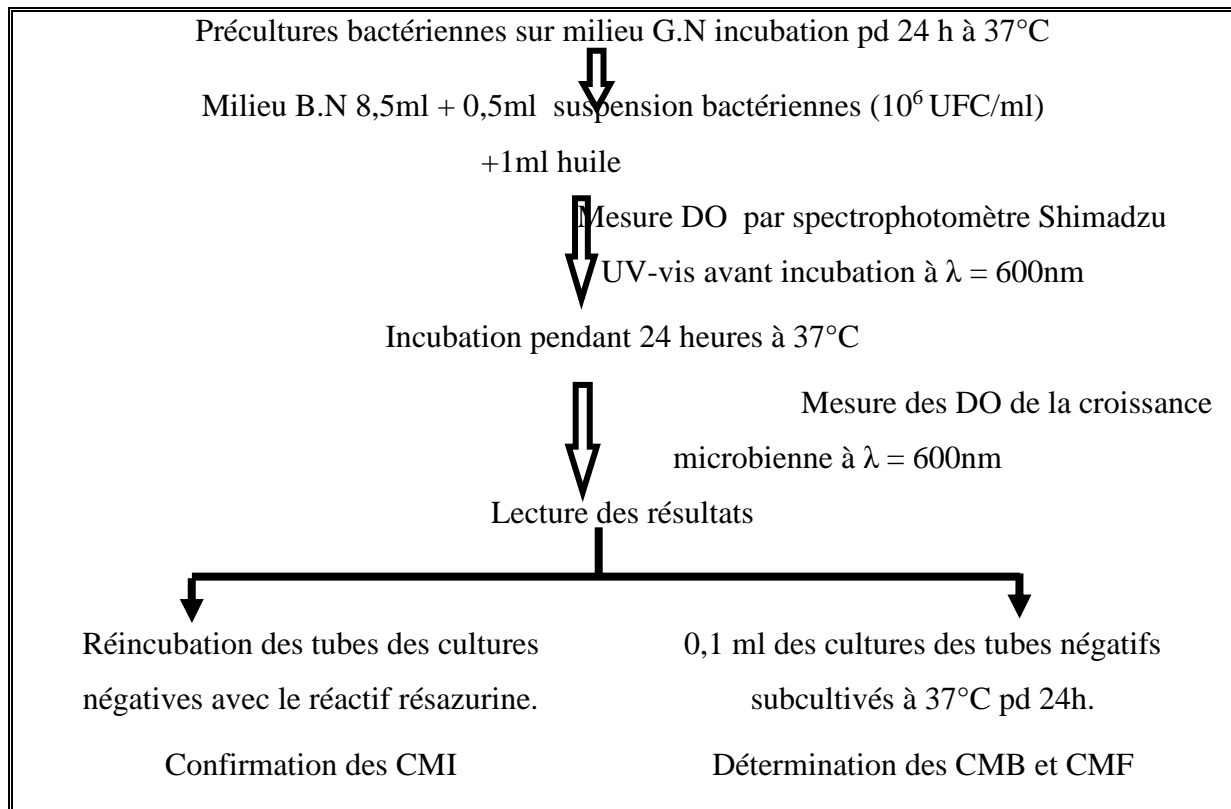 Précultures bactériennes sur milieu G.N incubation pd 24 h à 37°C
Milieu B.N 8,5ml + 0,5ml suspension bactériennes (10⁶ UFC/ml)
+1ml huile
Mesure DO par spectrophotomètre Shimadzu
UV-vis avant incubation à λ = 600nm
Incubation pendant 24 heures à 37°C
Mesure des DO de la croissance
microbienne à λ = 600nm
Lecture des résultats
Réincubation des tubes des cultures
négatives avec le réactif résazurine.
Confirmation des CMI
0,1 ml des cultures des tubes négatifs
subcultivés à 37°C pd 24h.
Détermination des CMB et CMF